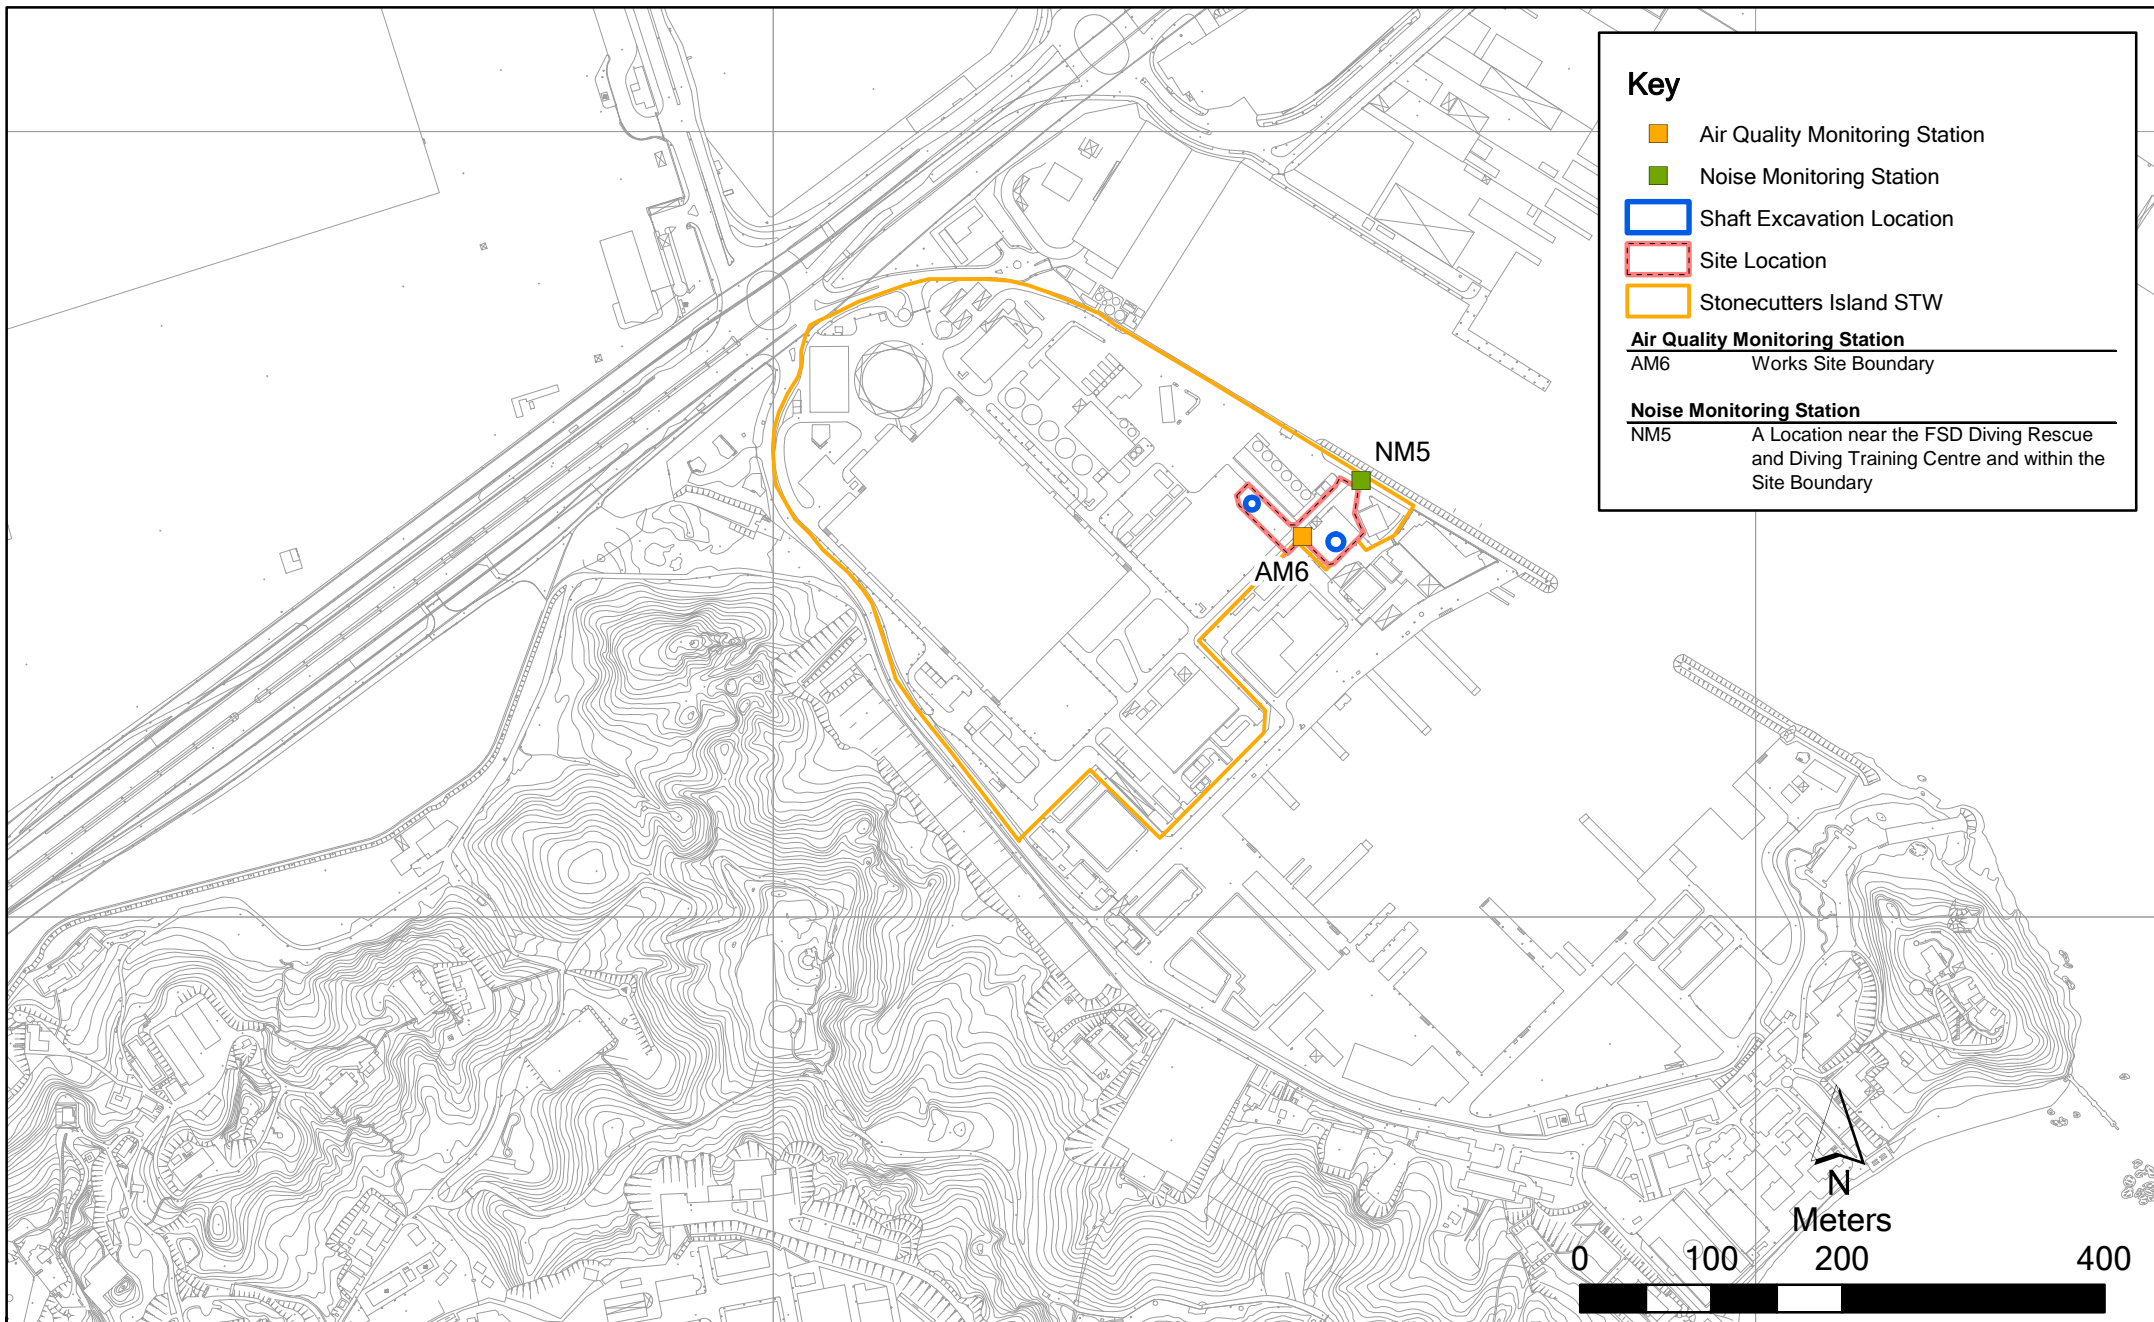 Key
Air Quality Monitoring Station
Noise Monitoring Station
Shaft Excavation Location
Site Location
Stonecutters Island STW
Air Quality Monitoring Station
AM6 Works Site Boundary
Noise Monitoring Station
NM5 A Location near the FSD Diving Rescue
and Diving Training Centre and within the
Site Boundary
NM5
AM6
N
Meters
0 100 200 400